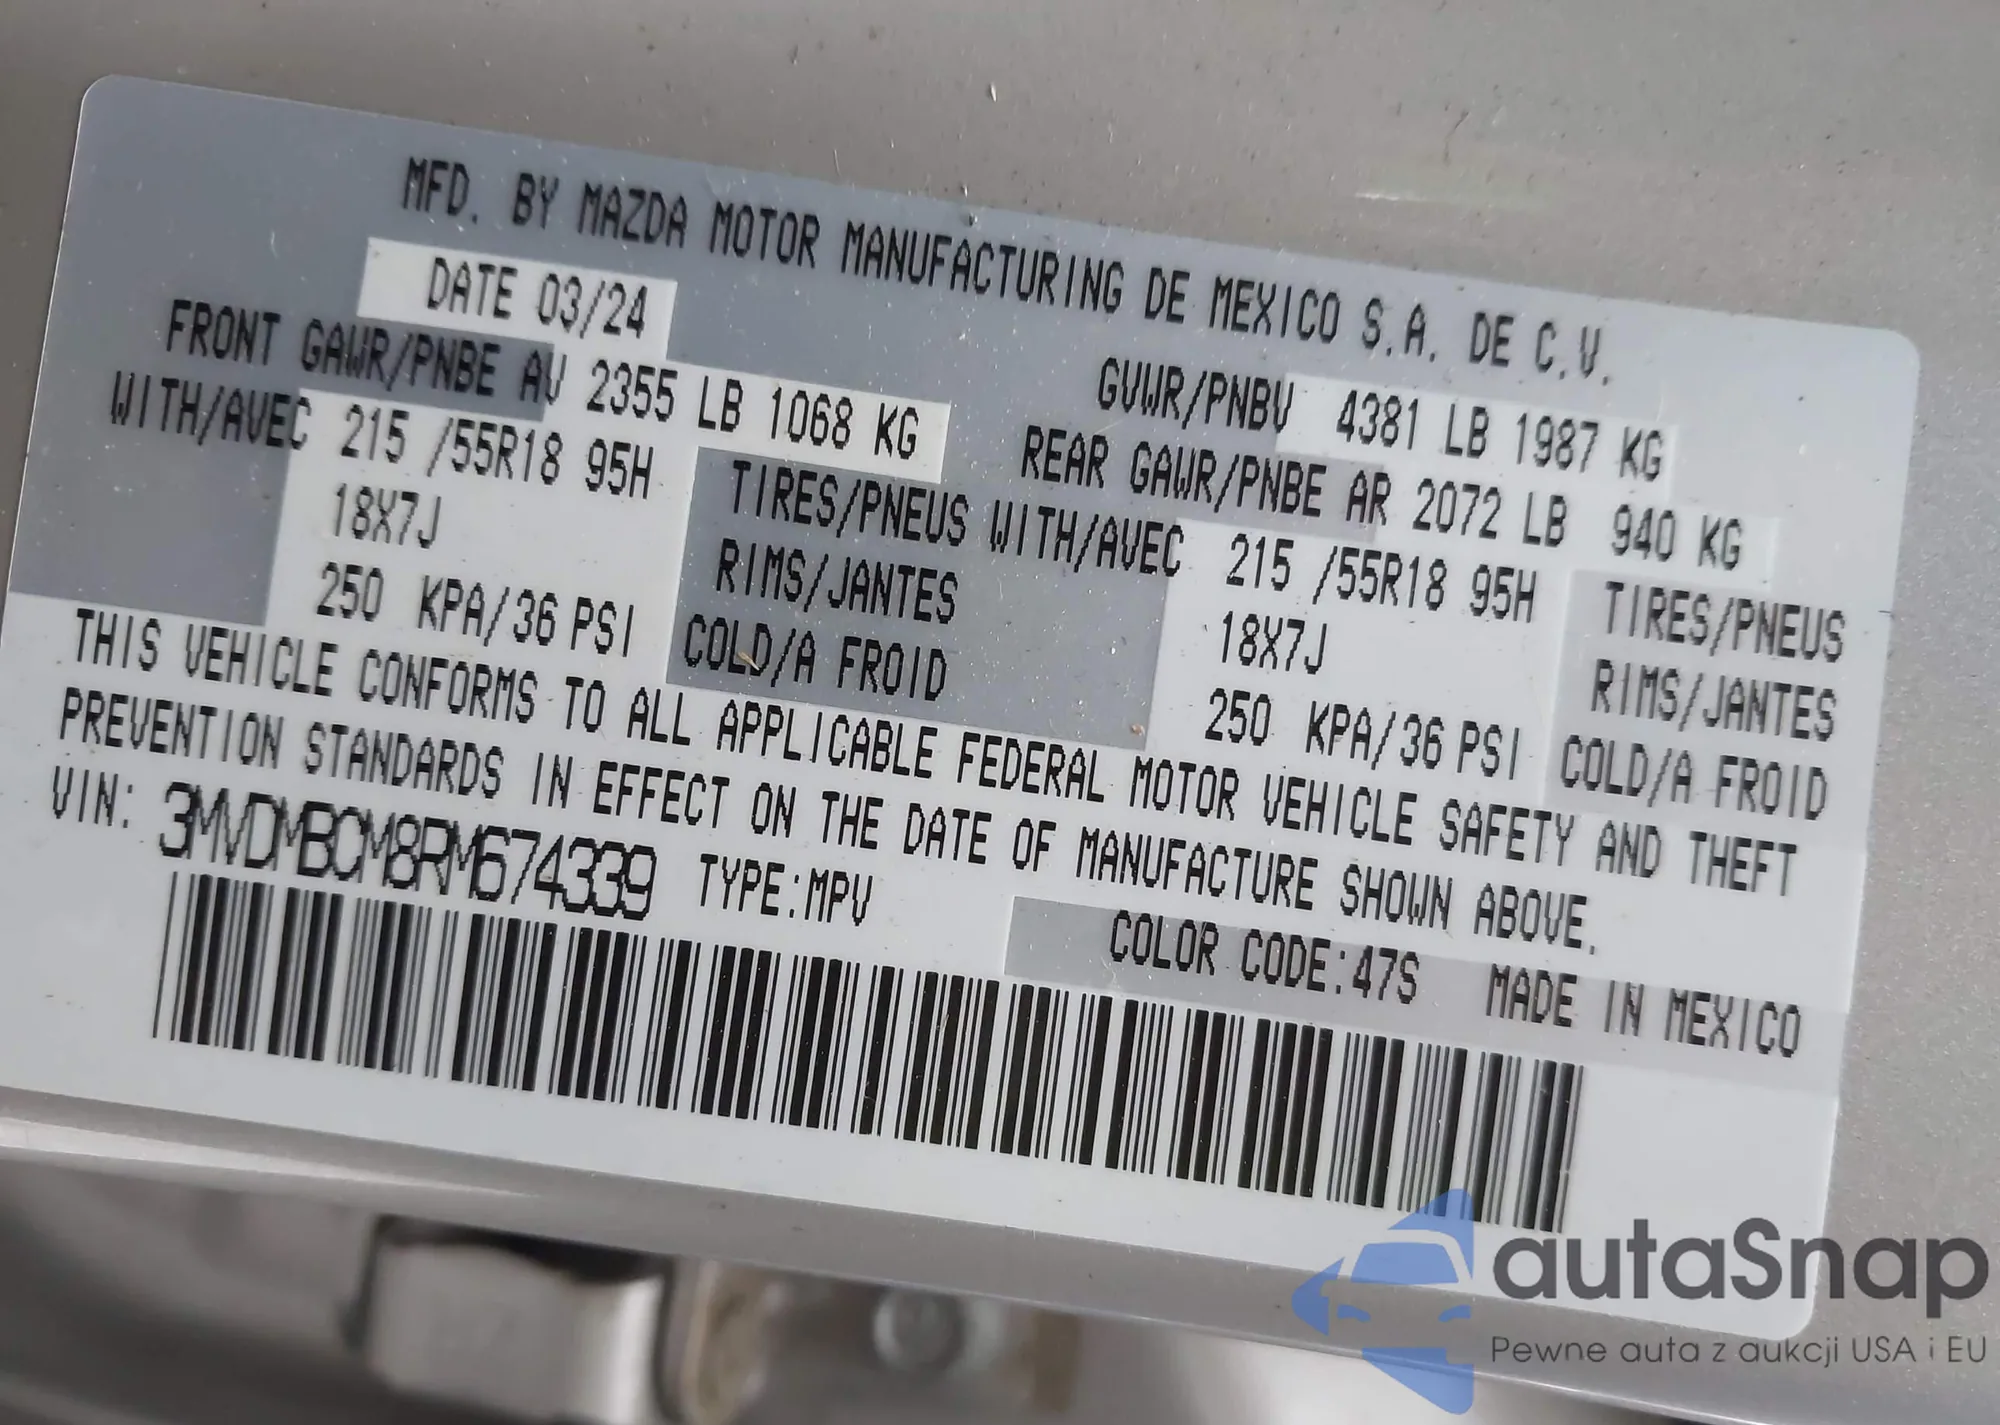 MFD. BY MAZDA MOTOR MANUFACTURING DE MEXICO S.A. DE C.V.
DATE 03/24 GVWR/PNBV 4381 LB 1987 KG
FRONT GAWR/PNBE AV 2355 LB 1068 KG REAR GAWR/PNBE AR 2072 LB 940 KG
WITH/AVEC 215 /55R18 95H TIRES/PNEUS WITH/AVEC 215 /55R18 95H TIRES/PNEUS
18X7J RIMS/JANTES 18X7J RIMS/JANTES
250 KPA/36 PSI COLD/A FROID 250 KPA/36 PSI COLD/A FROID
THIS VEHICLE CONFORMS TO ALL APPLICABLE FEDERAL MOTOR VEHICLE SAFETY AND THEFT
PREVENTION STANDARDS IN EFFECT ON THE DATE OF MANUFACTURE SHOWN ABOVE.
VIN: 3MVDMBCM8RM674339 TYPE:MPV COLOR CODE:47S MADE IN MEXICO
autaSnap
Pewne auta z aukcji USA i EU